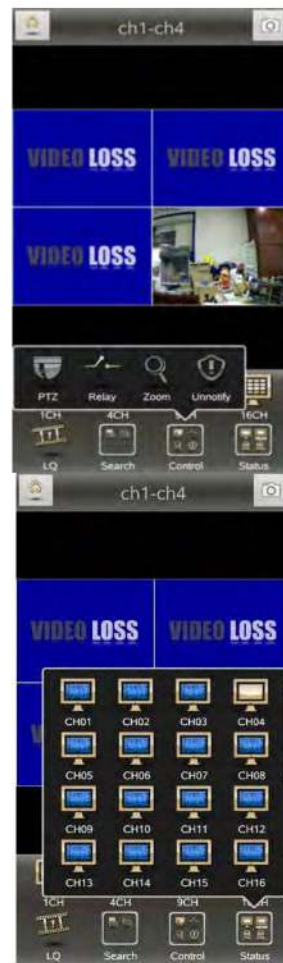 ch1-ch4
VIDEO LOSS VIDEO LOSS
VIDEO LOSS
PTZ Relay Zoom Unnotify
1CH 4CH 16CH
LQ Search Control Status
ch1-ch4
VIDEO LOSS VIDEO LOSS
CH01 CH02 CH03 CH04
CH05 CH06 CH07 CH08
CH09 CH10 CH11 CH12
CH13 CH14 CH15 CH16
1CH 4CH 9CH
LQ Search Control Status